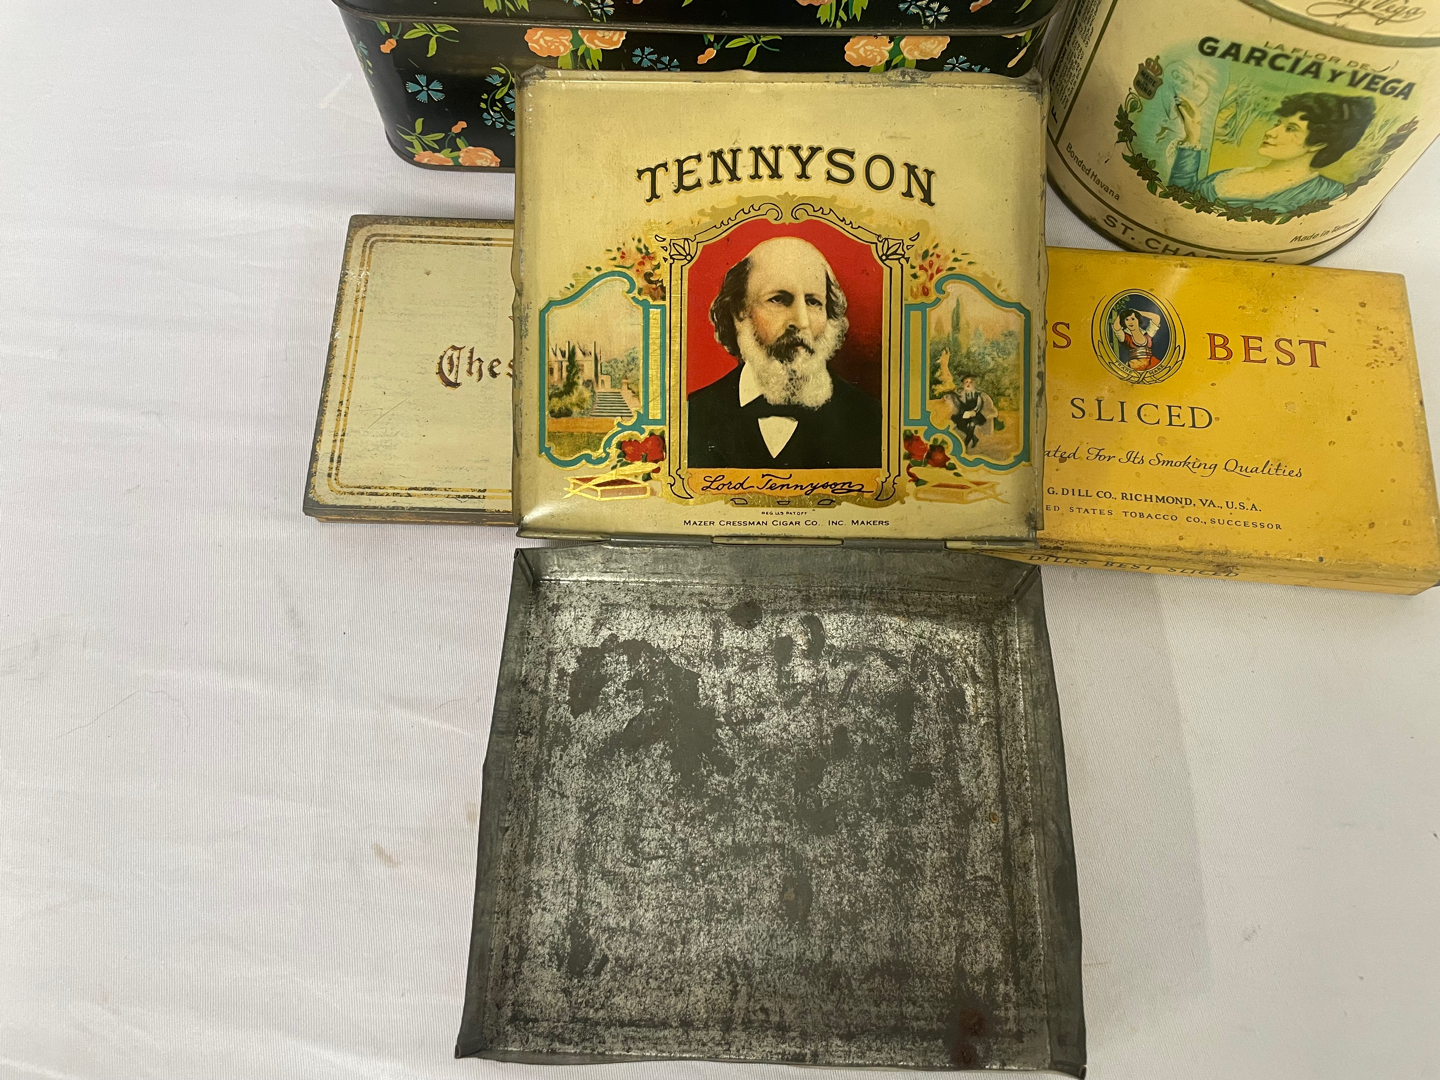 TENNYSON
Lord Tennyson
REG U.S PAT.OFF
MAZER CRESSMAN CIGAR CO. INC. MAKERS
Ches
LA FLOR DE
GARCIA Y VEGA
Bonded Havana
Made in
ST. CHARLES
S BEST
SLICED
ated For Its Smoking Qualities
G. DILL CO., RICHMOND, VA., U.S.A.
ED STATES TOBACCO CO., SUCCESSOR
DILL'S BEST SLICED